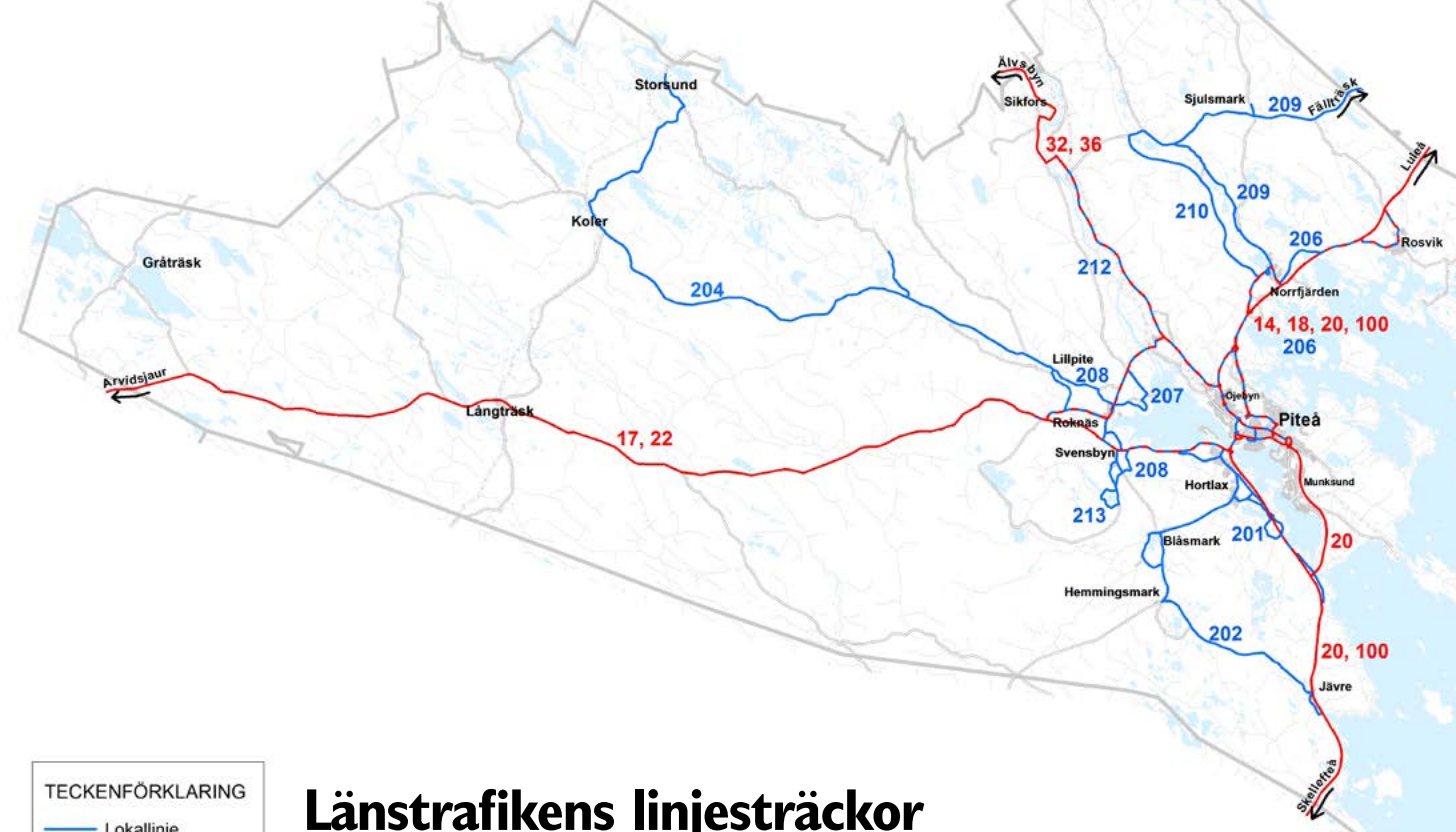 Älvsbyn
Storsund
Sikfors
Sjulsmark
209
Fällträsk
32, 36
Luleå
209
210
Koler
206
Rosvik
Gråträsk
212
204
Norrfjärden
14, 18, 20, 100
206
Lillpite
208
Arvidsjaur
207
Öjebyn
Långträsk
Piteå
Roknäs
17, 22
Svensbyn
208
Hortlax
Munksund
213
201
20
Blåsmark
Hemmingsmark
202
20, 100
Jävre
Skellefteå
TECKENFÖRKLARING
Lokallinje
Länstrafikens linjesträckor